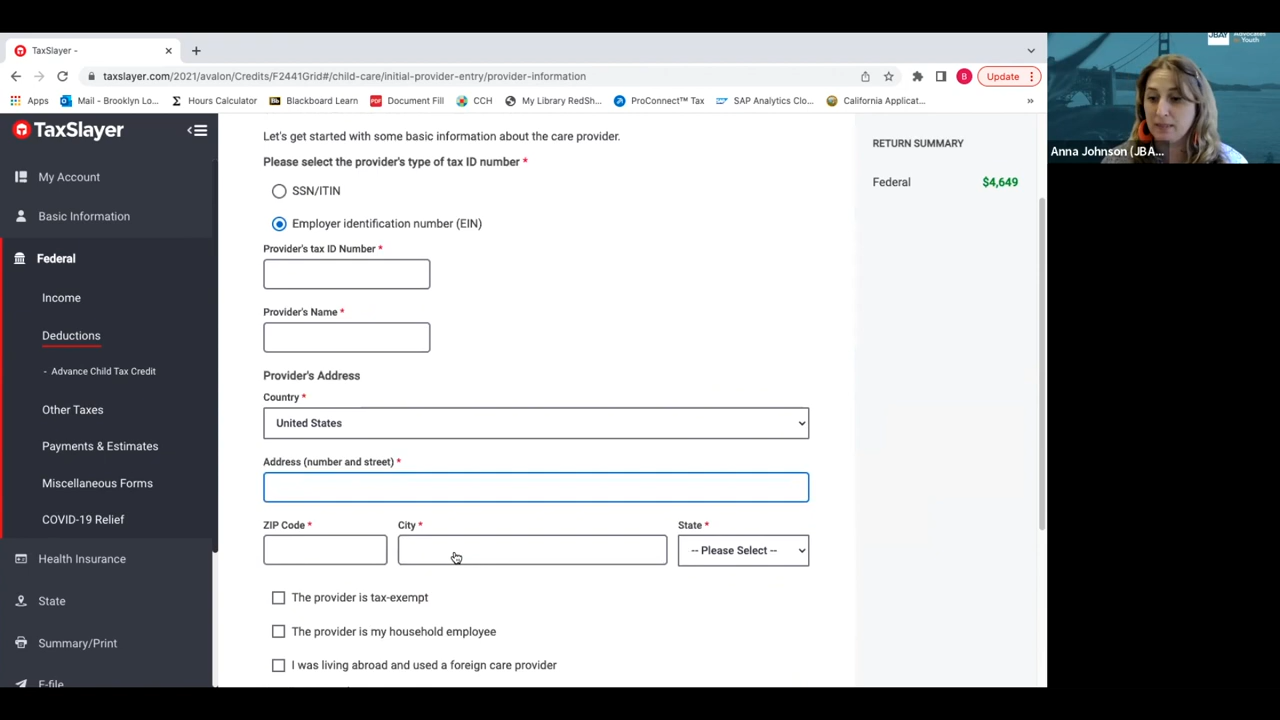 TaxSlayer -
taxslayer.com/2021/avalon/Credits/F2441Grid#/child-care/initial-provider-entry/provider-information
B
Update
Apps
Mail - Brooklyn Lo...
Hours Calculator
Bb
Blackboard Learn
PDF
Document Fill
CCH
My Library RedSh...
ProConnect™ Tax
SAP Analytics Clo...
California Applicat...
»
TaxSlayer
My Account
Basic Information
Federal
Income
Deductions
- Advance Child Tax Credit
Other Taxes
Payments & Estimates
Miscellaneous Forms
COVID-19 Relief
Health Insurance
State
Summary/Print
E-file
Let's get started with some basic information about the care provider.
Please select the provider's type of tax ID number *
SSN/ITIN
Employer identification number (EIN)
Provider's tax ID Number *
Provider's Name *
Provider's Address
Country *
United States
Address (number and street) *
ZIP Code * City * State *
-- Please Select --
The provider is tax-exempt
The provider is my household employee
I was living abroad and used a foreign care provider
RETURN SUMMARY
Federal $4,649
JBAY Advocates
Youth
Anna Johnson (JBA...